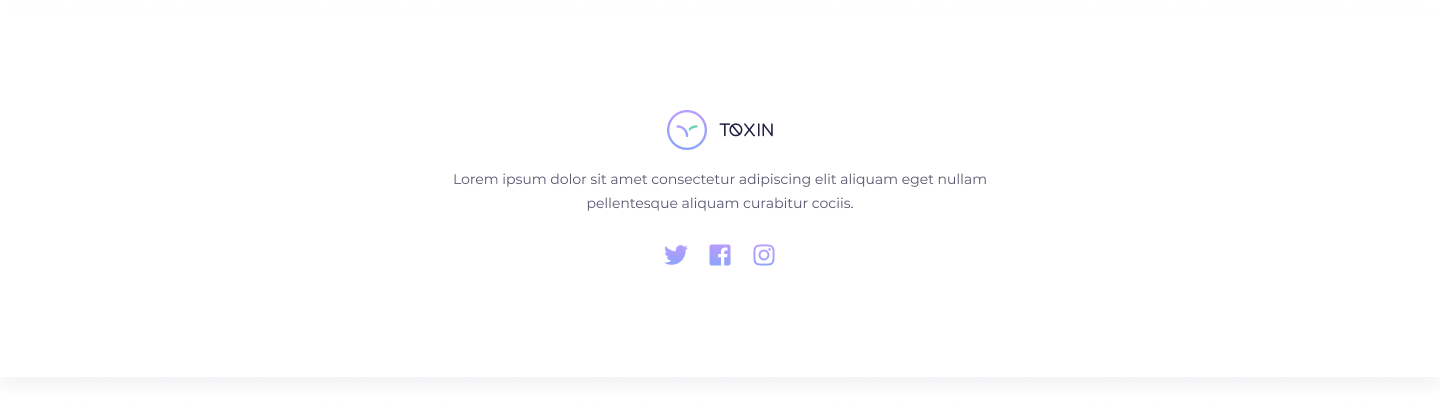 TOXIN
Lorem ipsum dolor sit amet consectetur adipiscing elit aliquam eget nullam
pellentesque aliquam curabitur cociis.